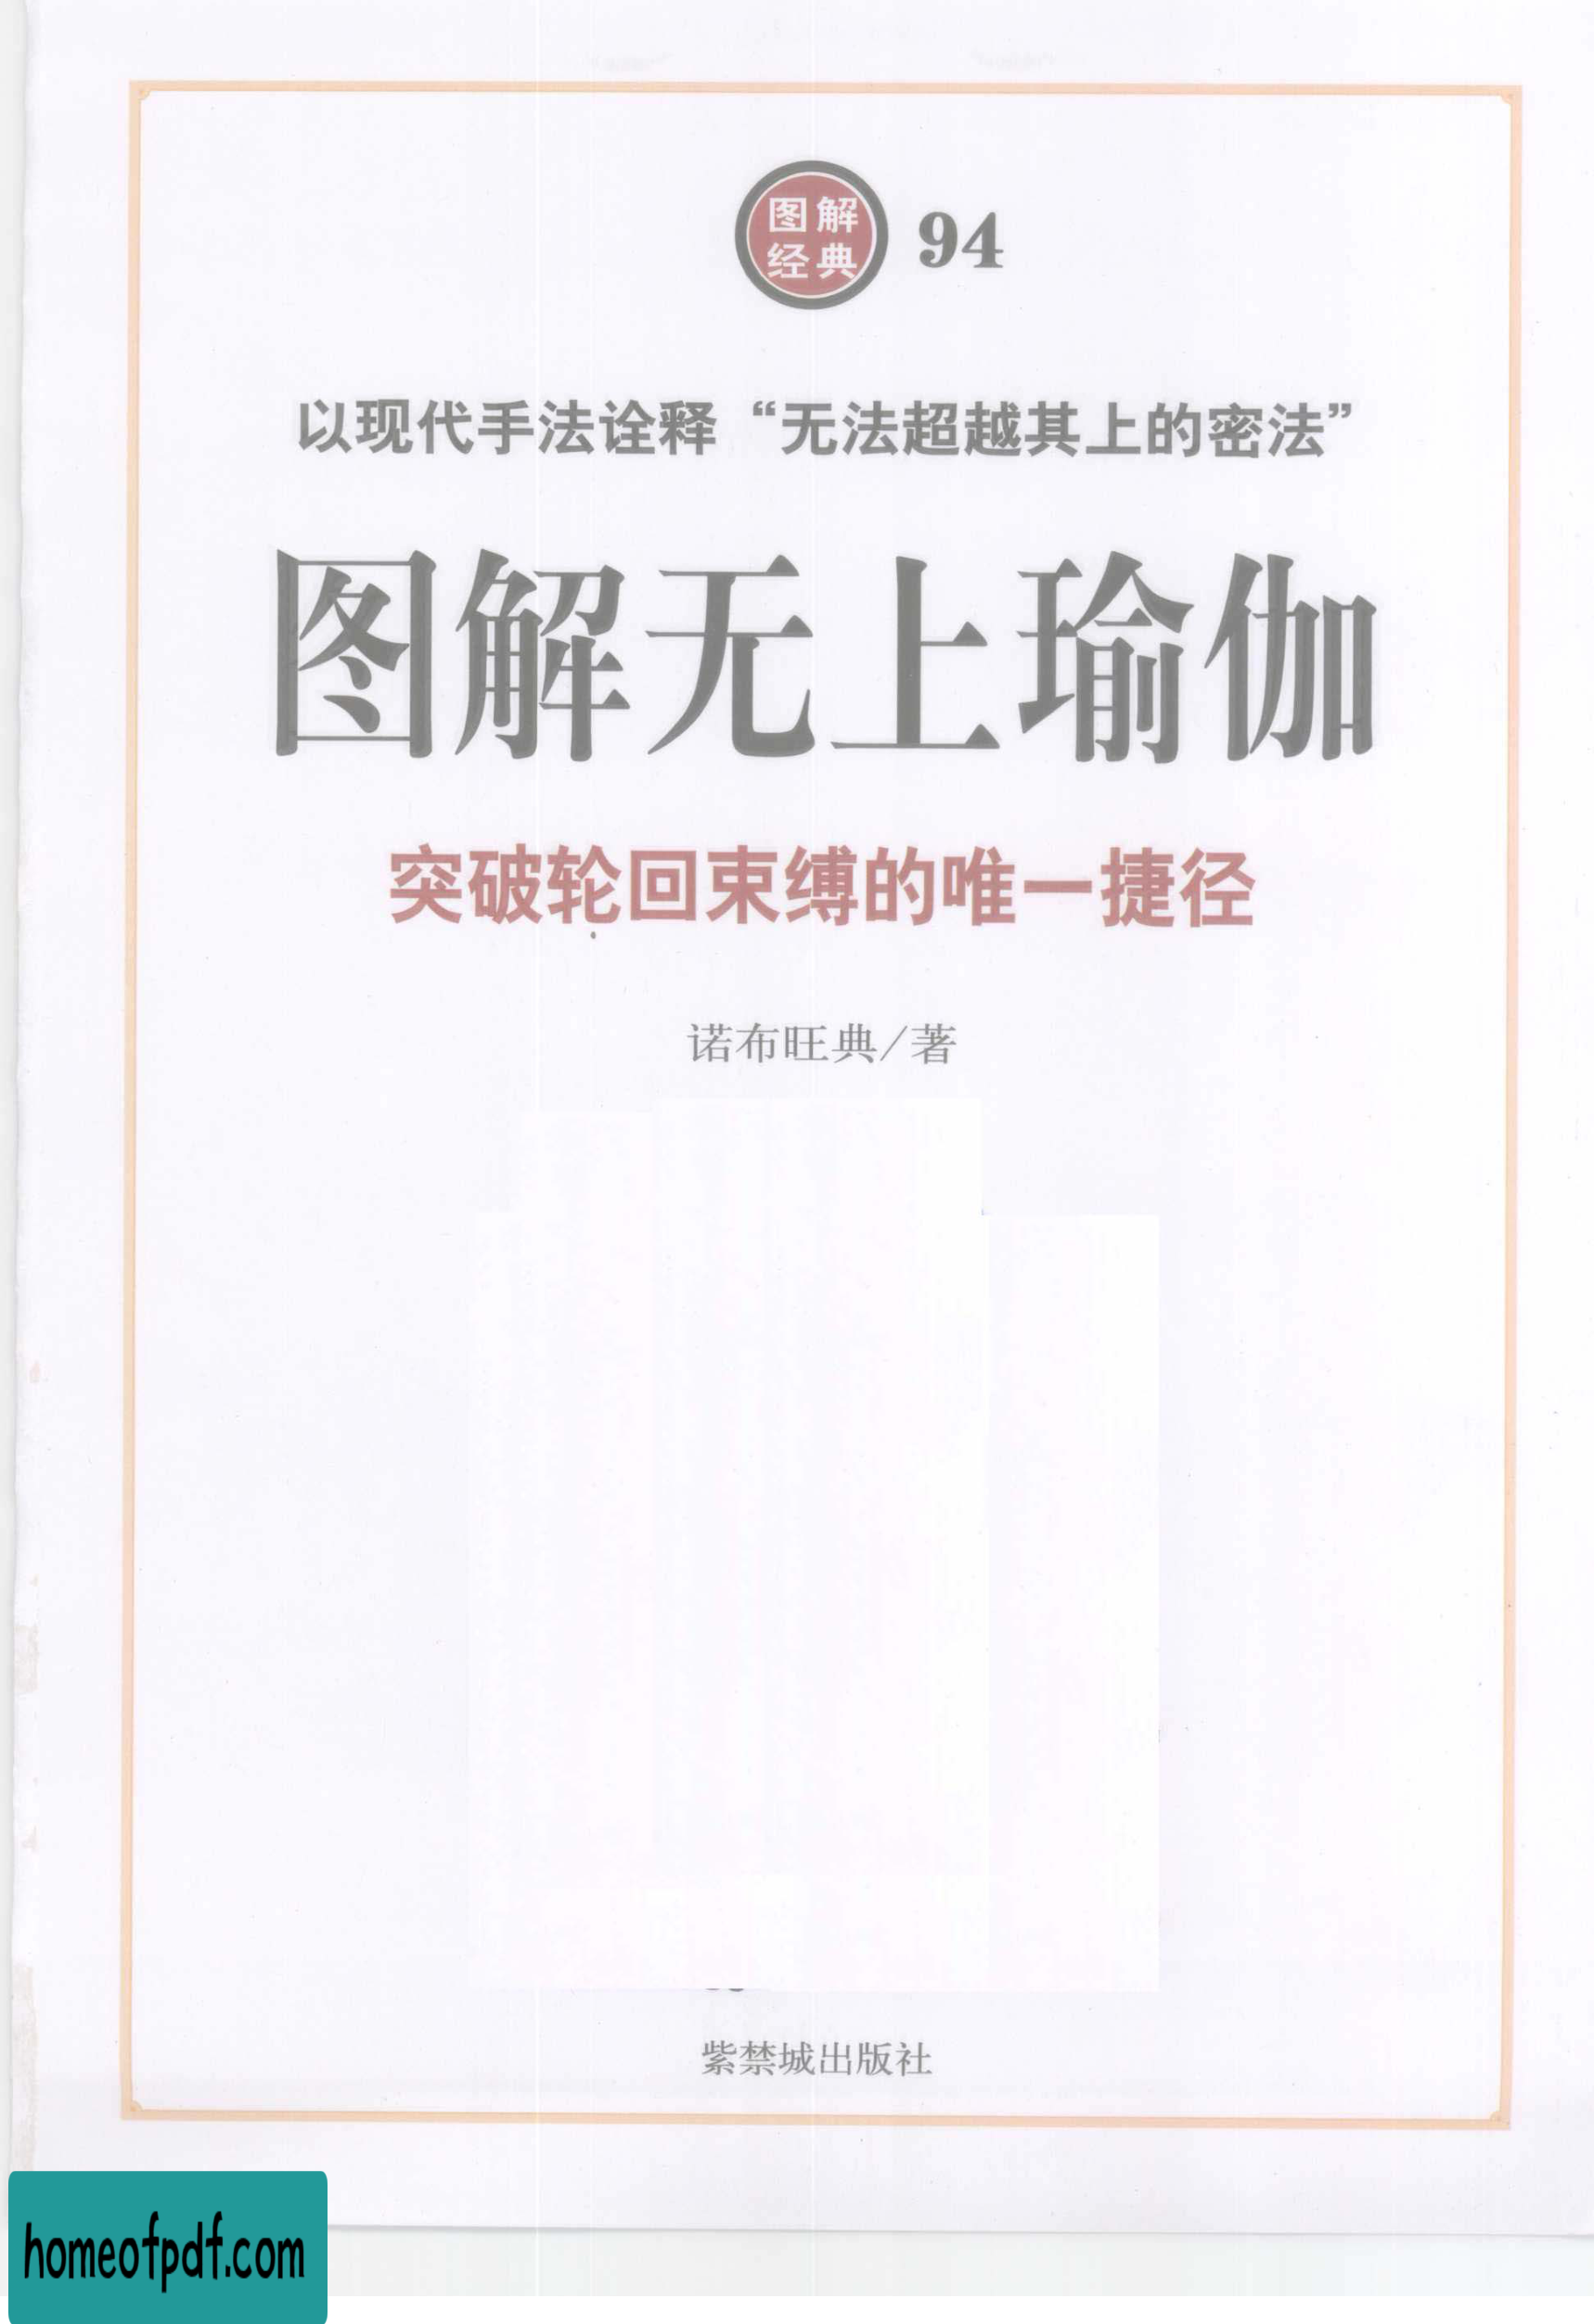 图解
经典
94
以现代手法诠释“无法超越其上的密法”
图解无上瑜伽
突破轮回束缚的唯一捷径
诺布旺典/著
紫禁城出版社
homeofpdf.com